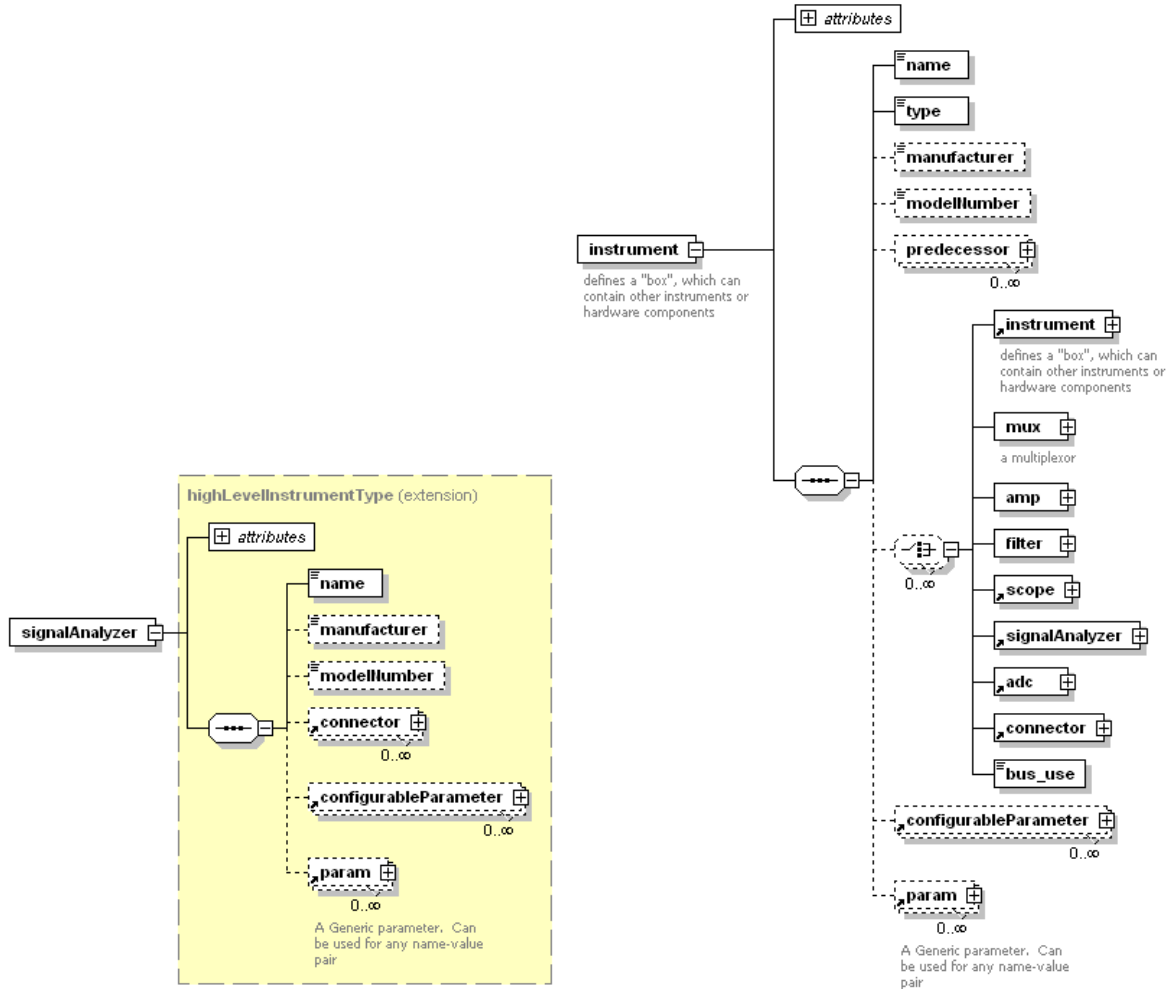 attributes
name
type
manufacturer
modelNumber
instrument
defines a "box", which can
contain other instruments or
hardware components
predecessor
0..∞
instrument
defines a "box", which can
contain other instruments or
hardware components
mux
a multiplexor
amp
filter
0..∞
scope
signalAnalyzer
adc
connector
bus_use
configurableParameter
0..∞
param
0..∞
A Generic parameter. Can
be used for any name-value
pair
signalAnalyzer
highLevelInstrumentType (extension)
attributes
name
manufacturer
modelNumber
connector
0..∞
configurableParameter
0..∞
param
0..∞
A Generic parameter. Can
be used for any name-value
pair